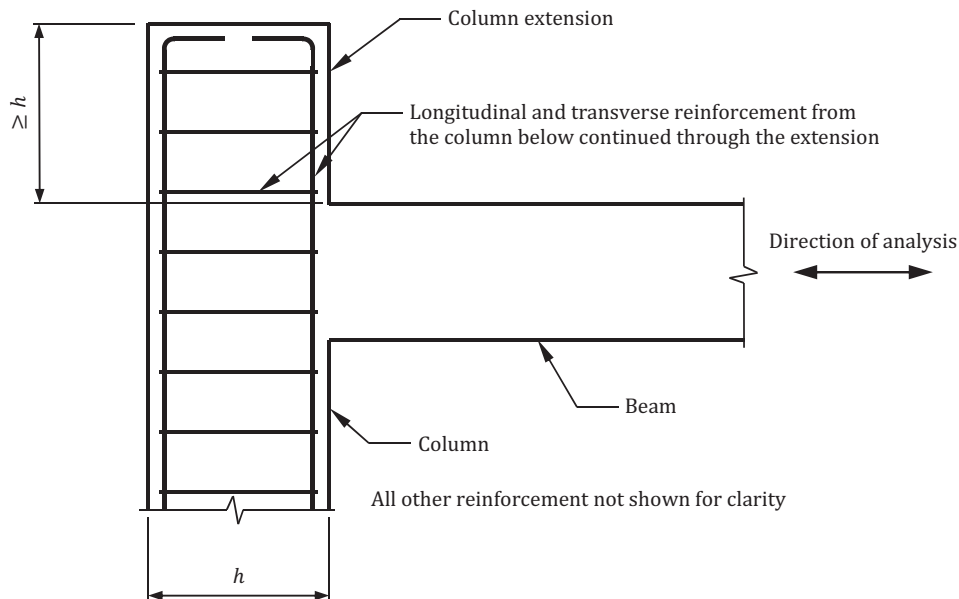 Column extension
≥ h
Longitudinal and transverse reinforcement from
the column below continued through the extension
Direction of analysis
Beam
Column
All other reinforcement not shown for clarity
h